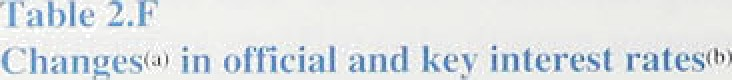 Table 2.F
Changes(a) in official and key interest rates(b)